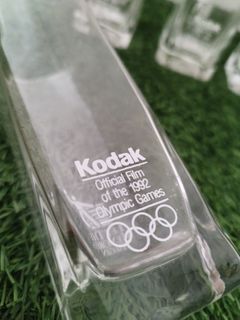 Kodak
Official Film
of the 1992
Olympic Games